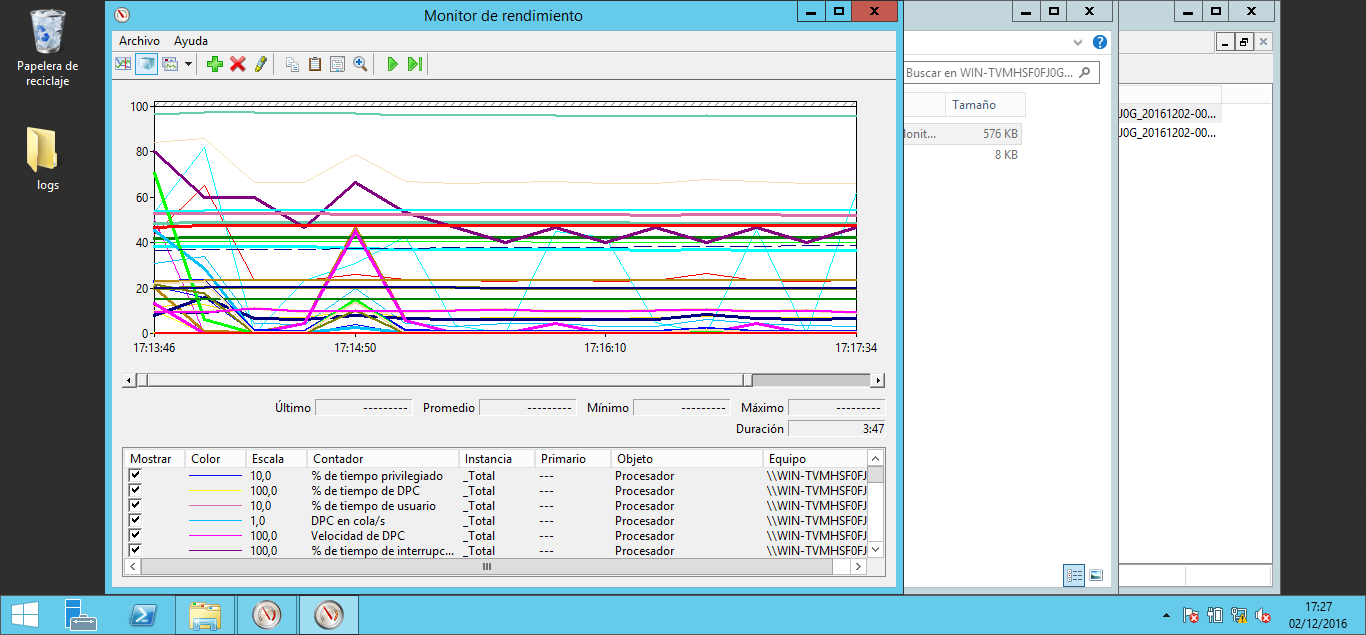 Papelera de
reciclaje
logs
Monitor de rendimiento
Archivo Ayuda
100
80
60
40
20
0
17:13:46 17:14:50 17:16:10 17:17:34
Último --------- Promedio --------- Mínimo --------- Máximo ---------
Duración 3:47
Mostrar Color Escala Contador Instancia Primario Objeto Equipo
10,0 % de tiempo privilegiado _Total --- Procesador \\WIN-TVMHSF0FJ
100,0 % de tiempo de DPC _Total --- Procesador \\WIN-TVMHSF0FJ
10,0 % de tiempo de usuario _Total --- Procesador \\WIN-TVMHSF0FJ
1,0 DPC en cola/s _Total --- Procesador \\WIN-TVMHSF0FJ
100,0 Velocidad de DPC _Total --- Procesador \\WIN-TVMHSF0FJ
100,0 % de tiempo de interrupc... _Total --- Procesador \\WIN-TVMHSF0FJ
Buscar en WIN-TVMHSF0FJ0G...
Tamaño
lonit... 576 KB
8 KB
J0G_20161202-00...
J0G_20161202-00...
17:27
02/12/2016